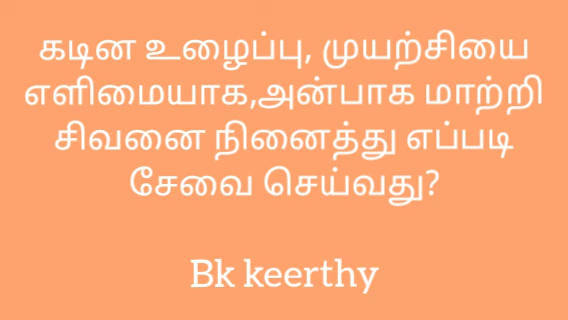 கடின உழைப்பு, முயற்சியை
எளிமையாக,அன்பாக மாற்றி
சிவனை நினைத்து எப்படி
சேவை செய்வது?
Bk keerthy